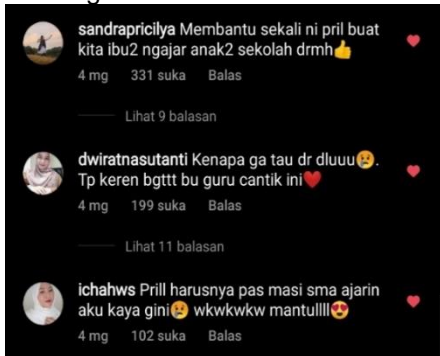 sandrapricilya Membantu sekali ni pril buat
kita ibu2 ngajar anak2 sekolah drmh👍
4 mg 331 suka Balas
Lihat 9 balasan
dwiratnasutanti Kenapa ga tau dr dluuu😢.
Tp keren bgttt bu guru cantik ini❤️
4 mg 199 suka Balas
Lihat 11 balasan
ichahws Prill harusnya pas masi sma ajarin
aku kaya gini😢 wkwkwkw mantullll😍
4 mg 102 suka Balas